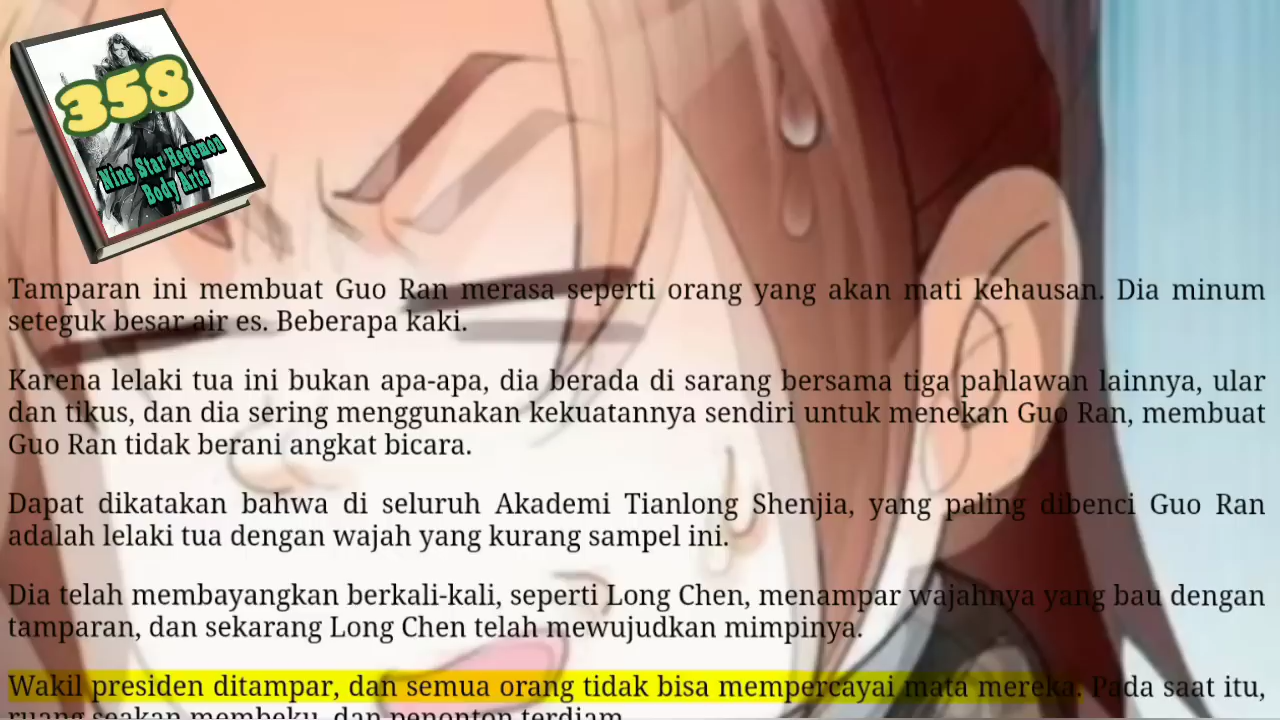 358
Nine Star Hegemon
Body Arts
Tamparan ini membuat Guo Ran merasa seperti orang yang akan mati kehausan. Dia minum
seteguk besar air es. Beberapa kaki.
Karena lelaki tua ini bukan apa-apa, dia berada di sarang bersama tiga pahlawan lainnya, ular
dan tikus, dan dia sering menggunakan kekuatannya sendiri untuk menekan Guo Ran, membuat
Guo Ran tidak berani angkat bicara.
Dapat dikatakan bahwa di seluruh Akademi Tianlong Shenjia, yang paling dibenci Guo Ran
adalah lelaki tua dengan wajah yang kurang sampel ini.
Dia telah membayangkan berkali-kali, seperti Long Chen, menampar wajahnya yang bau dengan
tamparan, dan sekarang Long Chen telah mewujudkan mimpinya.
Wakil presiden ditampar, dan semua orang tidak bisa mempercayai mata mereka. Pada saat itu,
ruang seakan membeku, dan penonton terdiam.